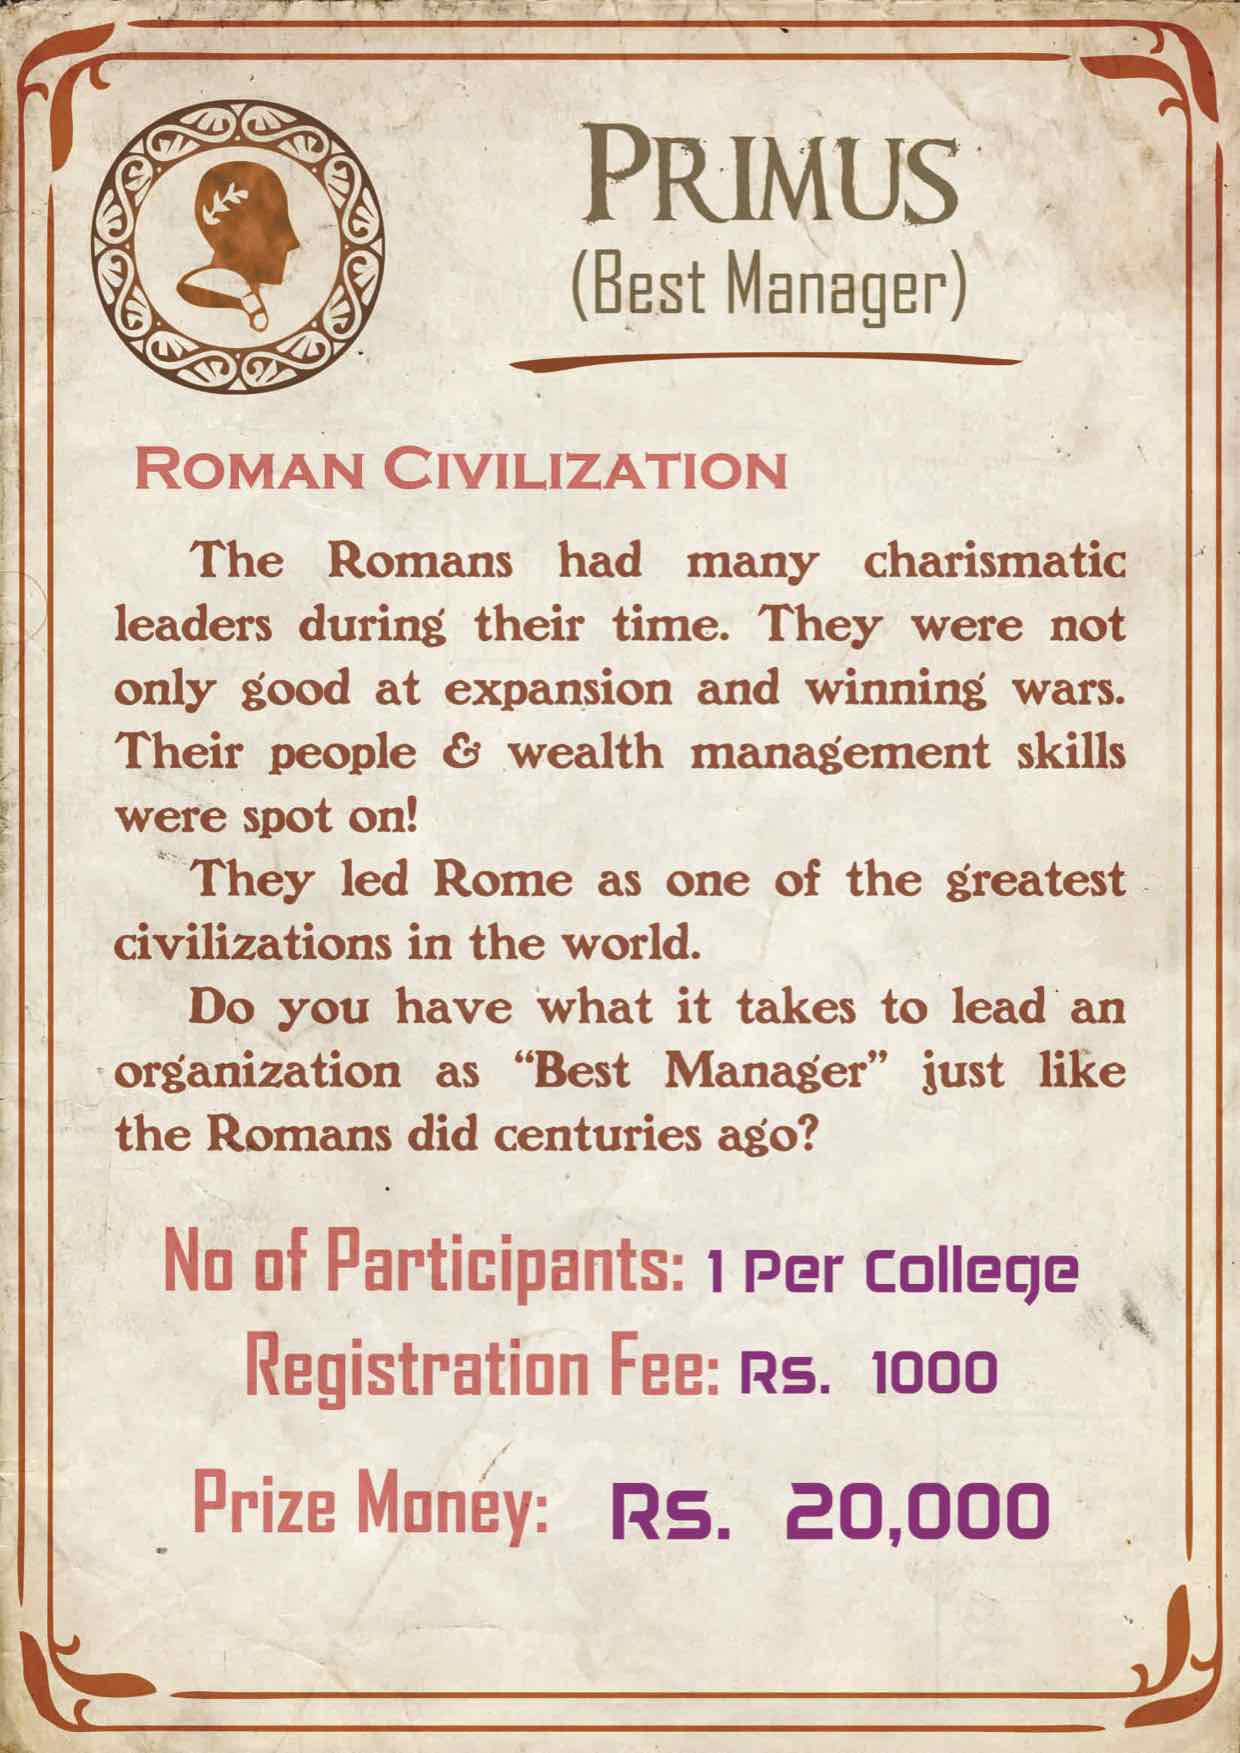 PRIMUS
(Best Manager)
ROMAN CIVILIZATION
The Romans had many charismatic
leaders during their time. They were not
only good at expansion and winning wars.
Their people & wealth management skills
were spot on!
They led Rome as one of the greatest
civilizations in the world.
Do you have what it takes to lead an
organization as “Best Manager” just like
the Romans did centuries ago?
No of Participants: 1 Per College
Registration Fee: Rs. 1000
Prize Money: Rs. 20,000